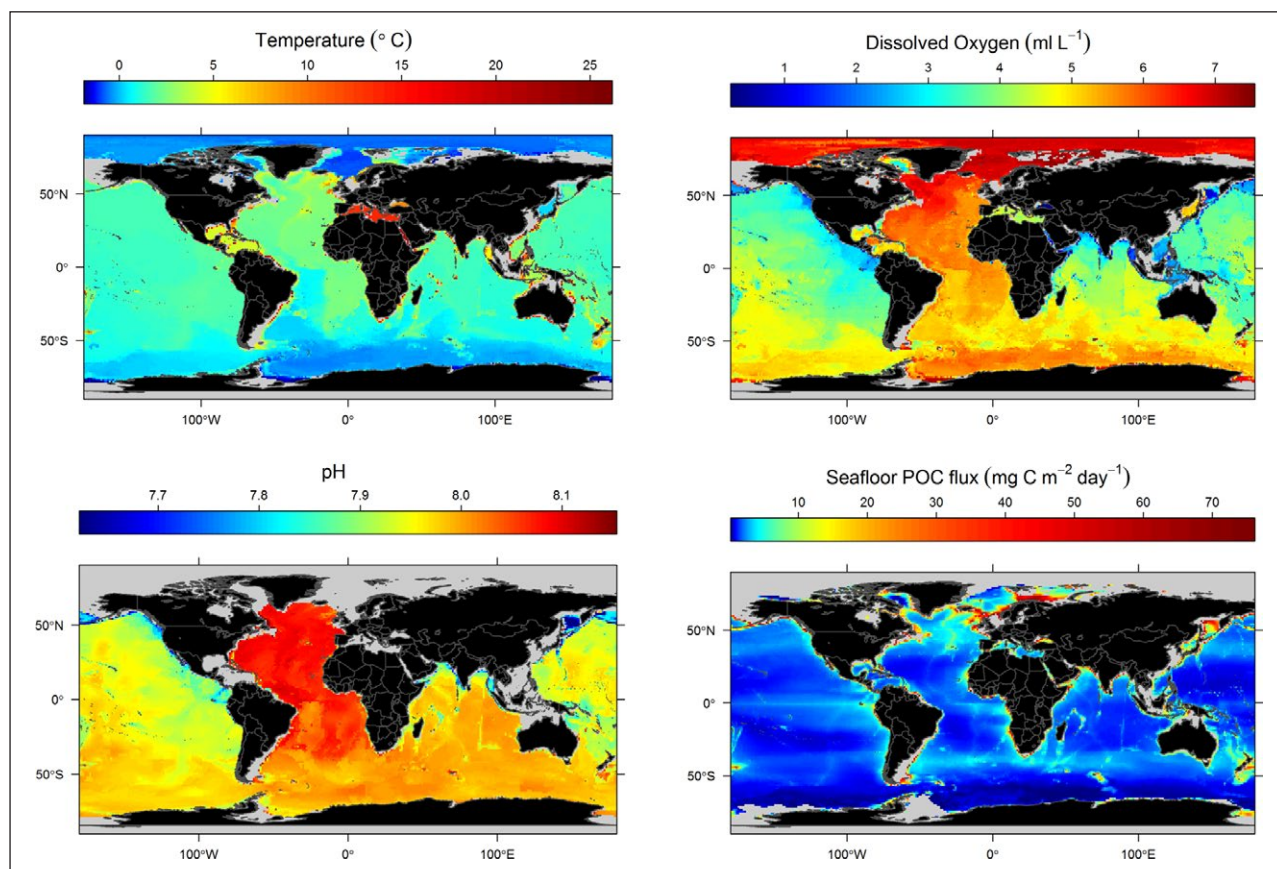 Temperature (° C)
0 5 10 15 20 25
50°N
0°
50°S
100°W 0° 100°E
Dissolved Oxygen (ml L⁻¹)
1 2 3 4 5 6 7
50°N
0°
50°S
100°W 0° 100°E
pH
7.7 7.8 7.9 8.0 8.1
50°N
0°
50°S
100°W 0° 100°E
Seafloor POC flux (mg C m⁻² day⁻¹)
10 20 30 40 50 60 70
50°N
0°
50°S
100°W 0° 100°E